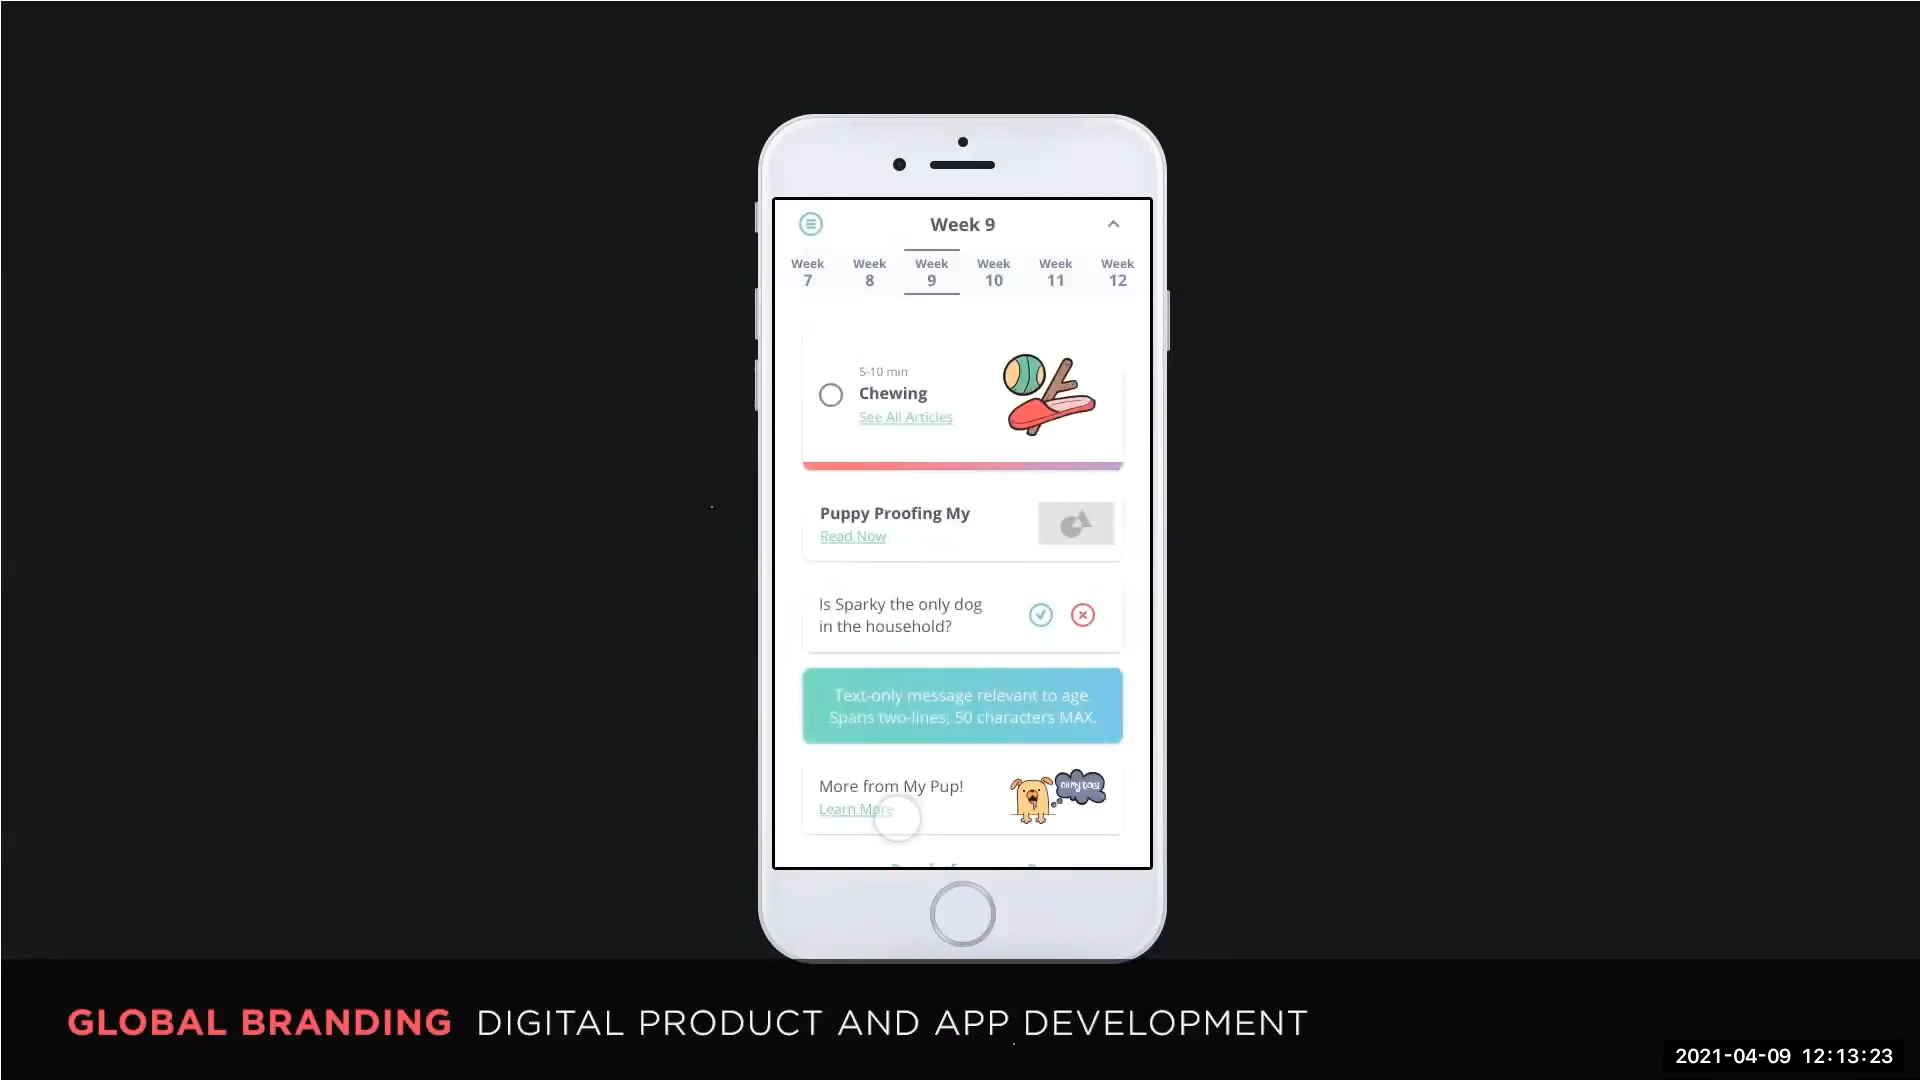 Week 9
Week Week Week Week Week Week
7 8 9 10 11 12
5-10 min
Chewing
See All Articles
Puppy Proofing My
Read Now
Is Sparky the only dog
in the household?
Text-only message relevant to age.
Spans two-lines; 50 characters MAX.
More from My Pup!
OH MY DOG!
Learn More
GLOBAL BRANDING DIGITAL PRODUCT AND APP DEVELOPMENT
2021-04-09 12:13:23